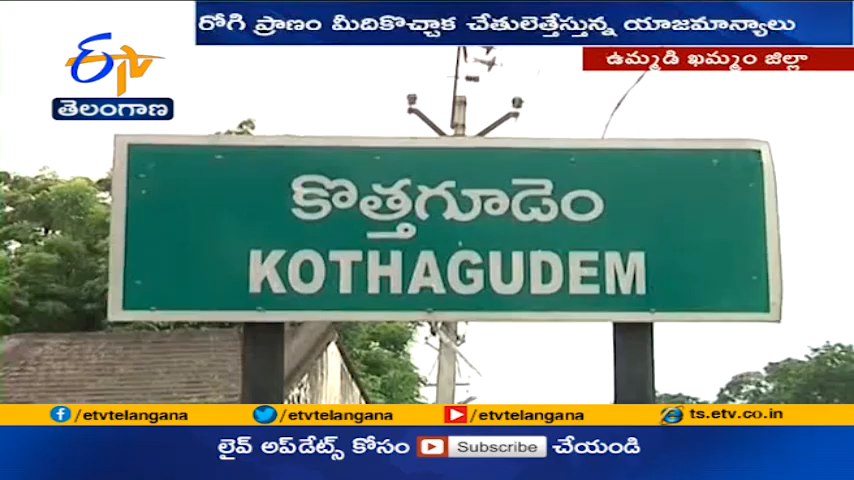 రోగి ప్రాణం మీదికొచ్చాక చేతులెత్తేస్తున్న యాజమాన్యాలు
ఉమ్మడి ఖమ్మం జిల్లా
ETV
తెలంగాణ
కొత్తగూడెం
KOTHAGUDEM
/etvtelangana /etvtelangana /etvtelangana ts.etv.co.in
లైవ్ అప్‌డేట్స్ కోసం Subscribe చేయండి